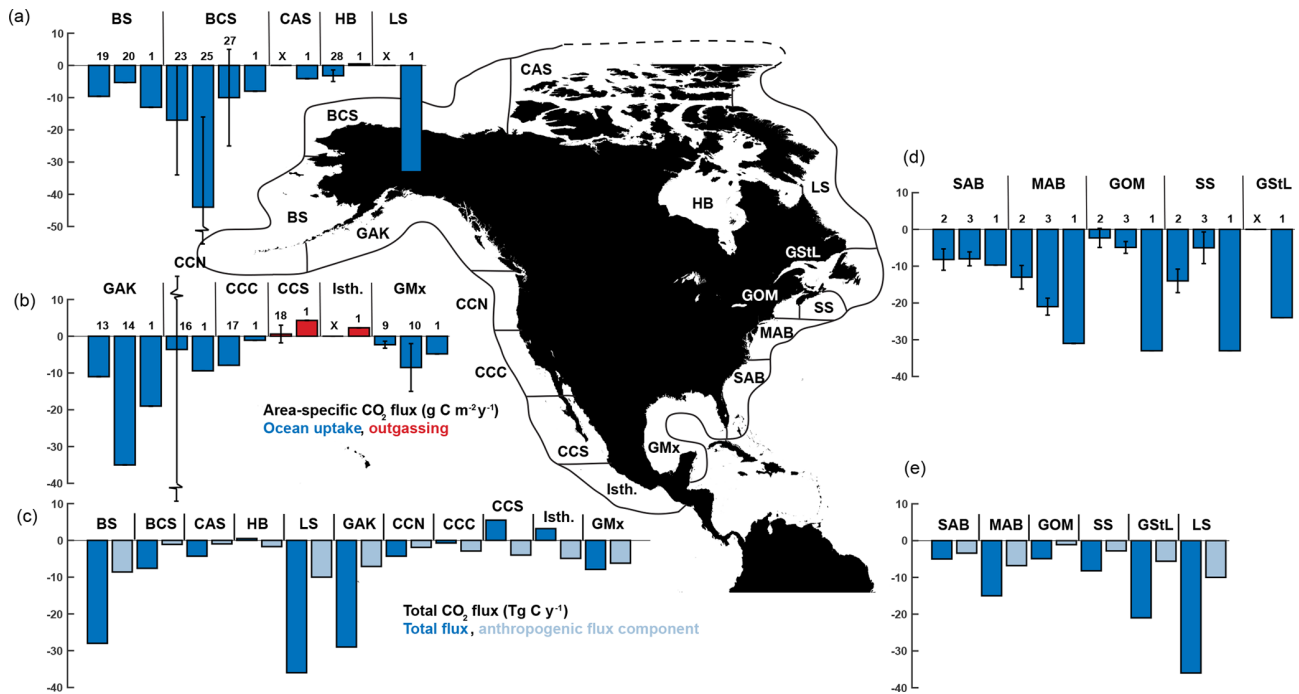 (a)
BS BCS CAS HB LS
10
0
-10
-20
-30
-40
-50
19 20 1 23 25 27 1 X 1 28 1 X 1
CAS
BCS
BS
GAK
HB
LS
GStL
GOM
SS
MAB
SAB
CCN
CCC
CCS
Isth.
GMx
(b)
GAK CCN CCC CCS Isth. GMx
10
0
-10
-20
-30
-40
13 14 1 16 1 17 1 18 1 X 1 9 10 1
Area-specific CO2 flux (g C m-2y-1)
Ocean uptake, outgassing
(c)
BS BCS CAS HB LS GAK CCN CCC CCS Isth. GMx
10
0
-10
-20
-30
-40
Total CO2 flux (Tg C y-1)
Total flux, anthropogenic flux component
(d)
SAB MAB GOM SS GStL
10
0
-10
-20
-30
-40
2 3 1 2 3 1 2 3 1 2 3 1 X 1
(e)
SAB MAB GOM SS GStL LS
10
0
-10
-20
-30
-40